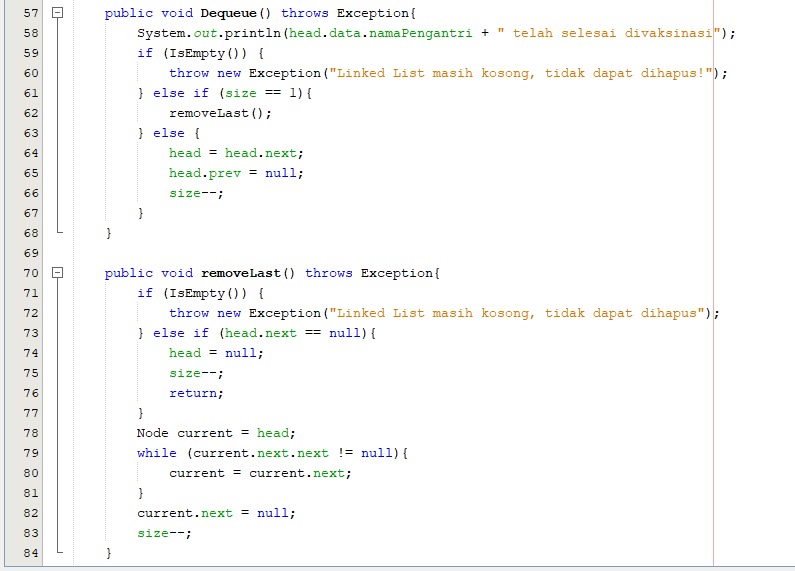 57 public void Dequeue() throws Exception{
58 System.out.println(head.data.namaPengantri + " telah selesai divaksinasi");
59 if (IsEmpty()) {
60 throw new Exception("Linked List masih kosong, tidak dapat dihapus!");
61 } else if (size == 1){
62 removeLast();
63 } else {
64 head = head.next;
65 head.prev = null;
66 size--;
67 }
68 }
69
70 public void removeLast() throws Exception{
71 if (IsEmpty()) {
72 throw new Exception("Linked List masih kosong, tidak dapat dihapus");
73 } else if (head.next == null){
74 head = null;
75 size--;
76 return;
77 }
78 Node current = head;
79 while (current.next.next != null){
80 current = current.next;
81 }
82 current.next = null;
83 size--;
84 }